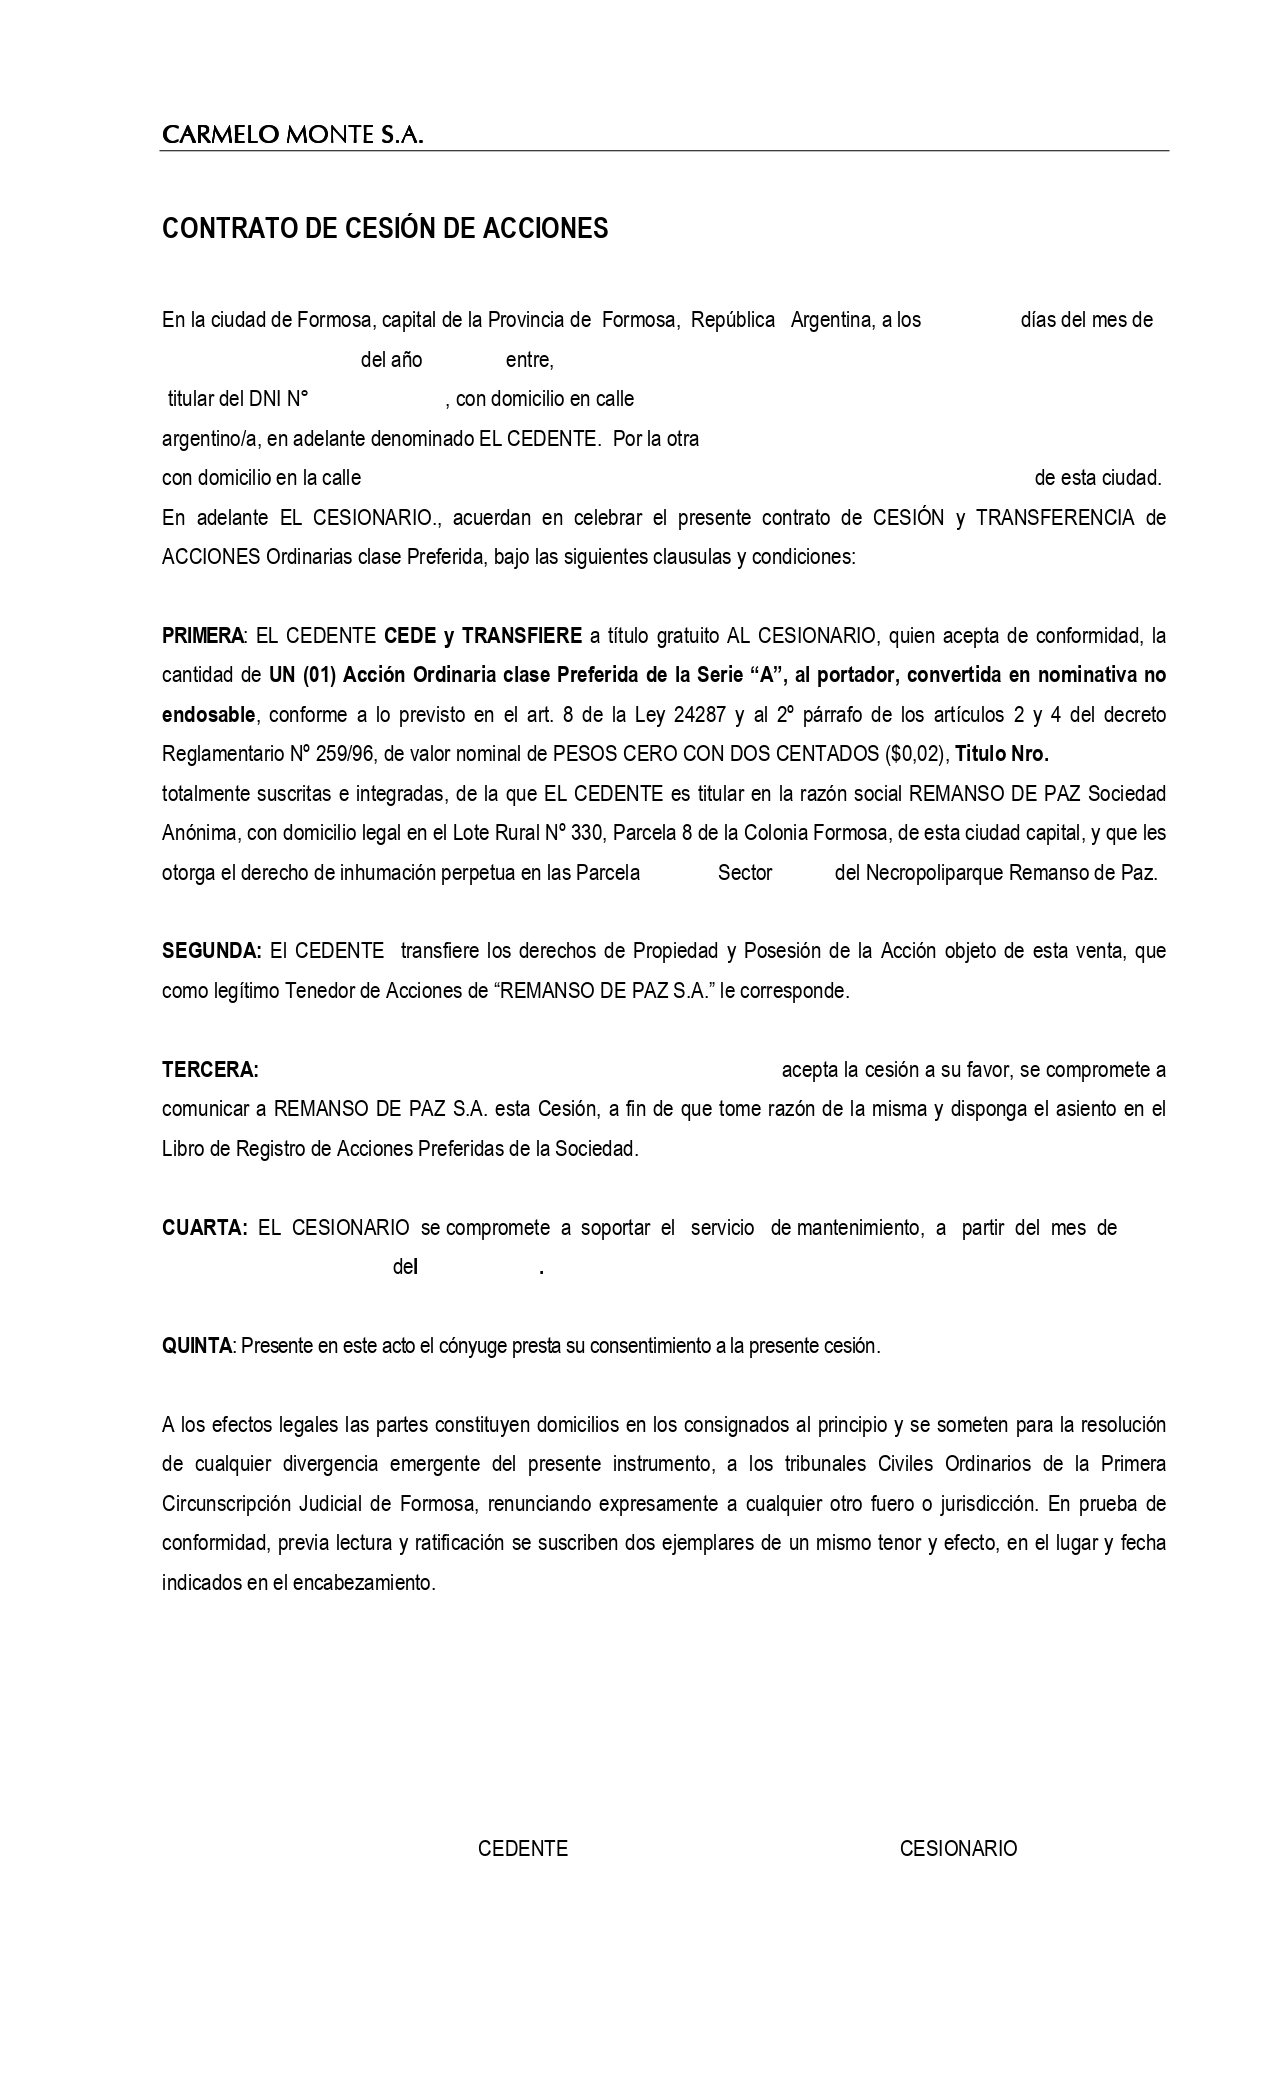 CARMELO MONTE S.A.
CONTRATO DE CESIÓN DE ACCIONES
En la ciudad de Formosa, capital de la Provincia de Formosa, República Argentina, a los días del mes de
del año entre,
titular del DNI N° , con domicilio en calle
argentino/a, en adelante denominado EL CEDENTE. Por la otra
con domicilio en la calle de esta ciudad.
En adelante EL CESIONARIO., acuerdan en celebrar el presente contrato de CESIÓN y TRANSFERENCIA de
ACCIONES Ordinarias clase Preferida, bajo las siguientes clausulas y condiciones:
PRIMERA: EL CEDENTE CEDE y TRANSFIERE a título gratuito AL CESIONARIO, quien acepta de conformidad, la
cantidad de UN (01) Acción Ordinaria clase Preferida de la Serie “A”, al portador, convertida en nominativa no
endosable, conforme a lo previsto en el art. 8 de la Ley 24287 y al 2º párrafo de los artículos 2 y 4 del decreto
Reglamentario Nº 259/96, de valor nominal de PESOS CERO CON DOS CENTADOS ($0,02), Titulo Nro.
totalmente suscritas e integradas, de la que EL CEDENTE es titular en la razón social REMANSO DE PAZ Sociedad
Anónima, con domicilio legal en el Lote Rural Nº 330, Parcela 8 de la Colonia Formosa, de esta ciudad capital, y que les
otorga el derecho de inhumación perpetua en las Parcela Sector del Necropoliparque Remanso de Paz.
SEGUNDA: El CEDENTE transfiere los derechos de Propiedad y Posesión de la Acción objeto de esta venta, que
como legítimo Tenedor de Acciones de “REMANSO DE PAZ S.A.” le corresponde.
TERCERA: acepta la cesión a su favor, se compromete a
comunicar a REMANSO DE PAZ S.A. esta Cesión, a fin de que tome razón de la misma y disponga el asiento en el
Libro de Registro de Acciones Preferidas de la Sociedad.
CUARTA: EL CESIONARIO se compromete a soportar el servicio de mantenimiento, a partir del mes de
del .
QUINTA: Presente en este acto el cónyuge presta su consentimiento a la presente cesión.
A los efectos legales las partes constituyen domicilios en los consignados al principio y se someten para la resolución
de cualquier divergencia emergente del presente instrumento, a los tribunales Civiles Ordinarios de la Primera
Circunscripción Judicial de Formosa, renunciando expresamente a cualquier otro fuero o jurisdicción. En prueba de
conformidad, previa lectura y ratificación se suscriben dos ejemplares de un mismo tenor y efecto, en el lugar y fecha
indicados en el encabezamiento.
CEDENTE CESIONARIO